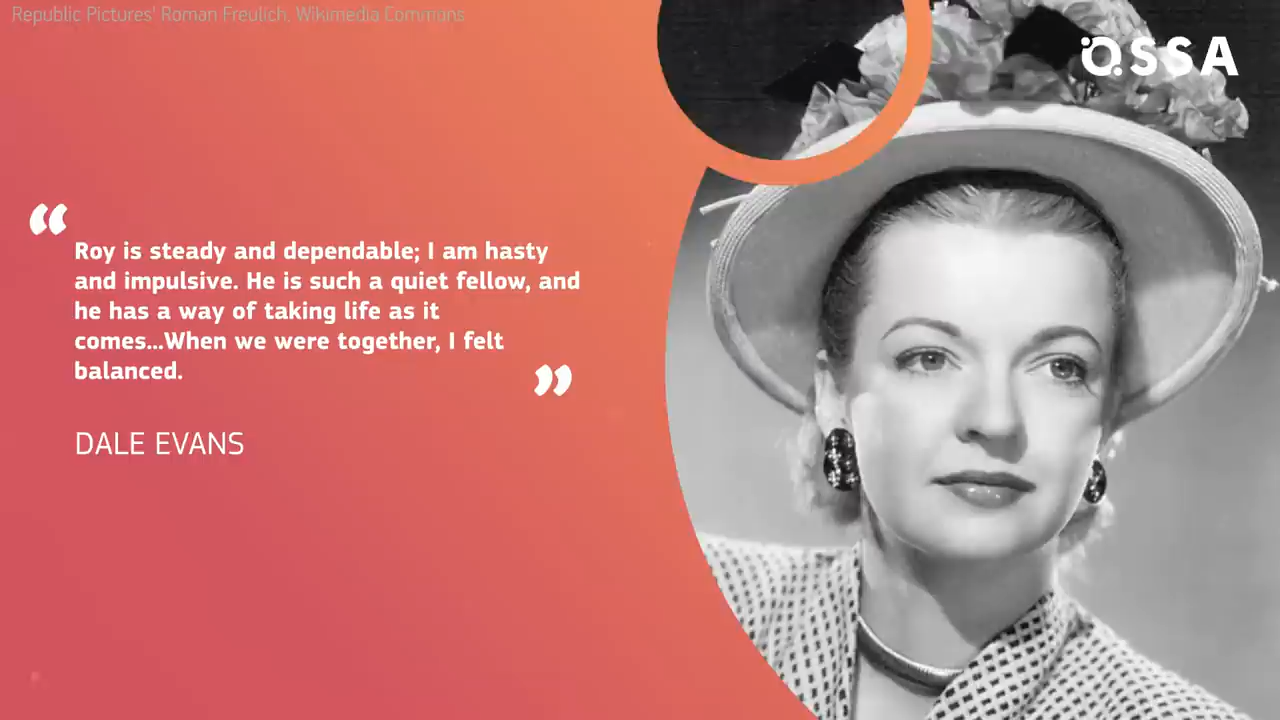 Republic Pictures' Roman Freulich, Wikimedia Commons
OSSA
“
Roy is steady and dependable; I am hasty
and impulsive. He is such a quiet fellow, and
he has a way of taking life as it
comes...When we were together, I felt
balanced.
”
DALE EVANS